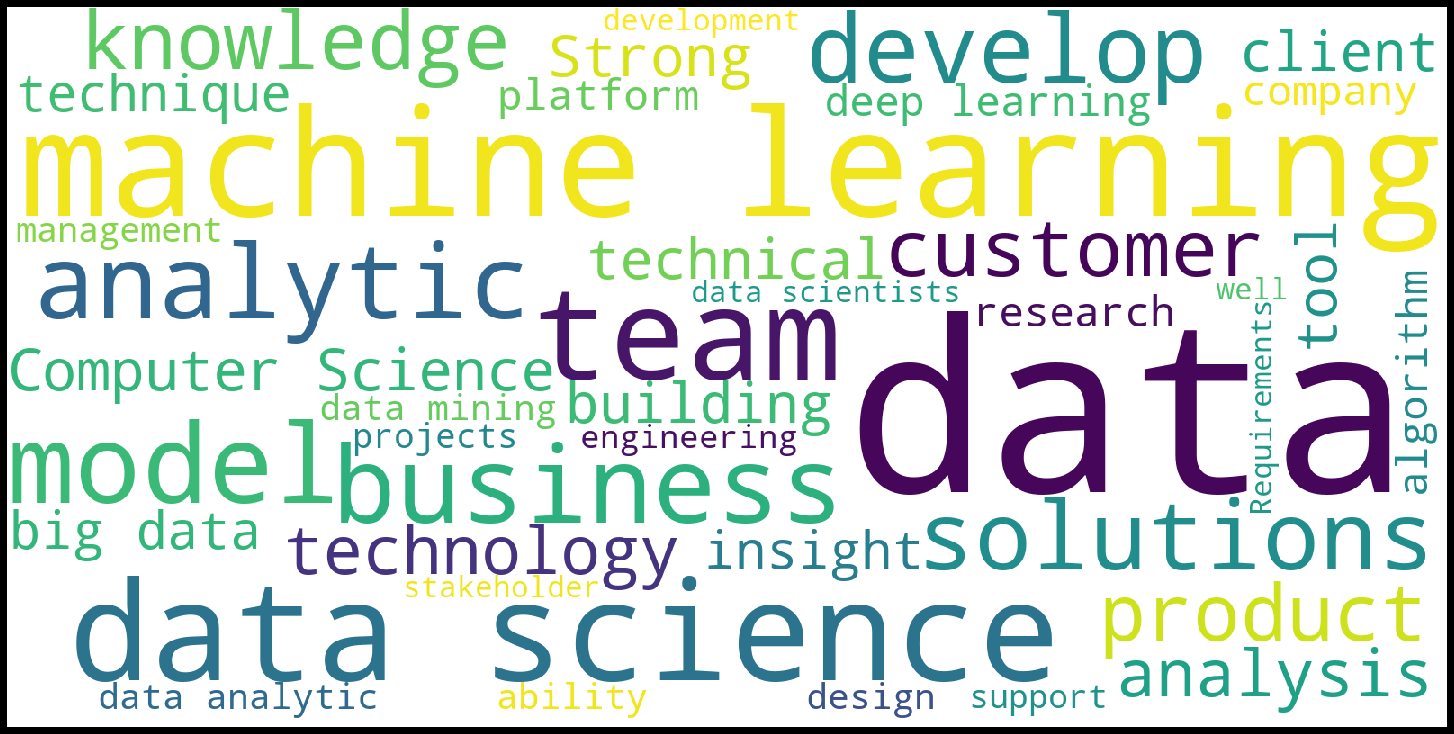 development
knowledge
Strong
develop
client
technique
platform
deep learning
company
machine learning
management
analytic
technical
customer
tool
data scientists
well
research
team
data
Requirements
algorithm
Computer Science
data mining
building
projects
engineering
model
business
big data
technology
insight
solutions
stakeholder
data science
product
analysis
data analytic
ability
design
support